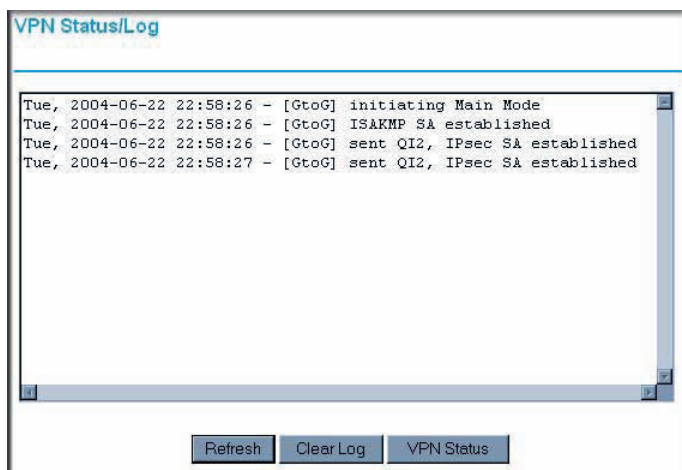 VPN Status/Log
Tue, 2004-06-22 22:58:26 - [GtoG] initiating Main Mode
Tue, 2004-06-22 22:58:26 - [GtoG] ISAKMP SA established
Tue, 2004-06-22 22:58:26 - [GtoG] sent QI2, IPsec SA established
Tue, 2004-06-22 22:58:27 - [GtoG] sent QI2, IPsec SA established
Refresh Clear Log VPN Status